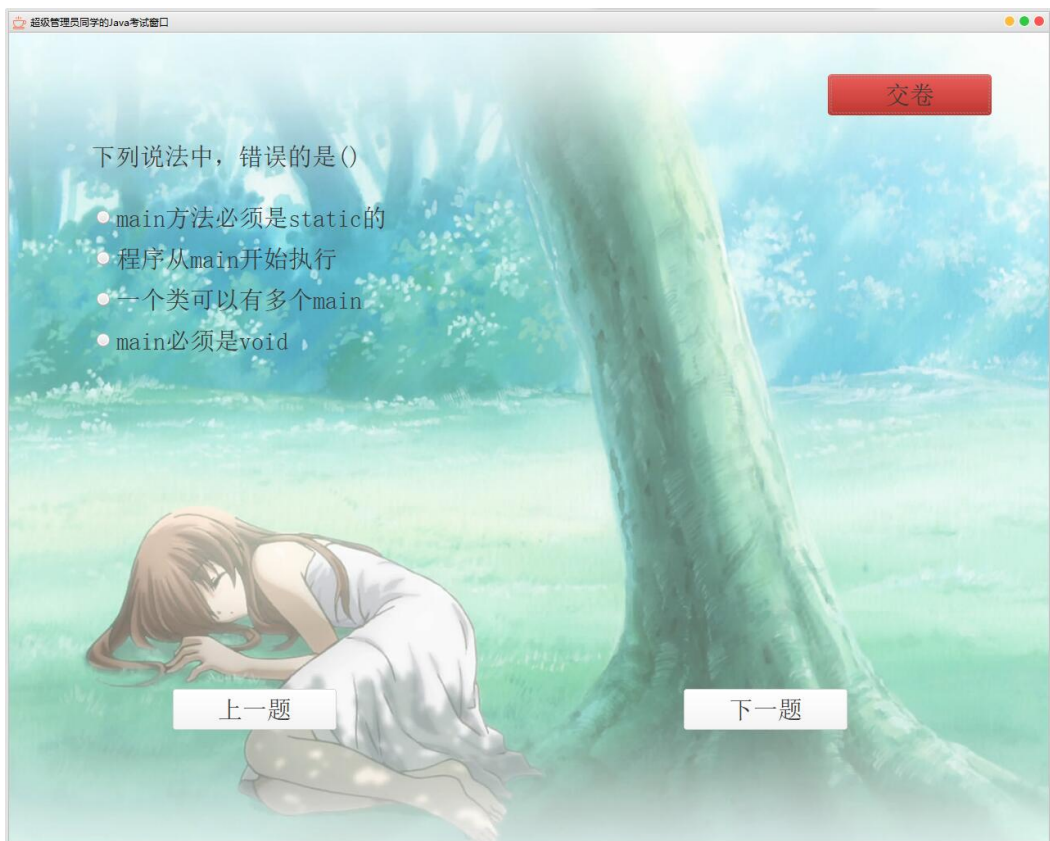 超级管理员同学的Java考试窗口
交卷
下列说法中，错误的是()
main方法必须是static的
程序从main开始执行
一个类可以有多个main
main必须是void
上一题
下一题